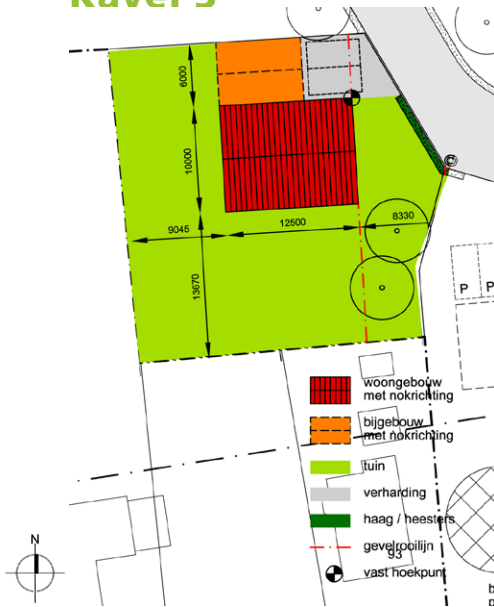 Kavel 5
6000
10000
9045
12500
8330
13670
P
P
woongebouw
met nokrichting
bijgebouw
met nokrichting
tuin
verharding
haag / heesters
gevelrooilijn
93
vast hoekpunt
N
b
p